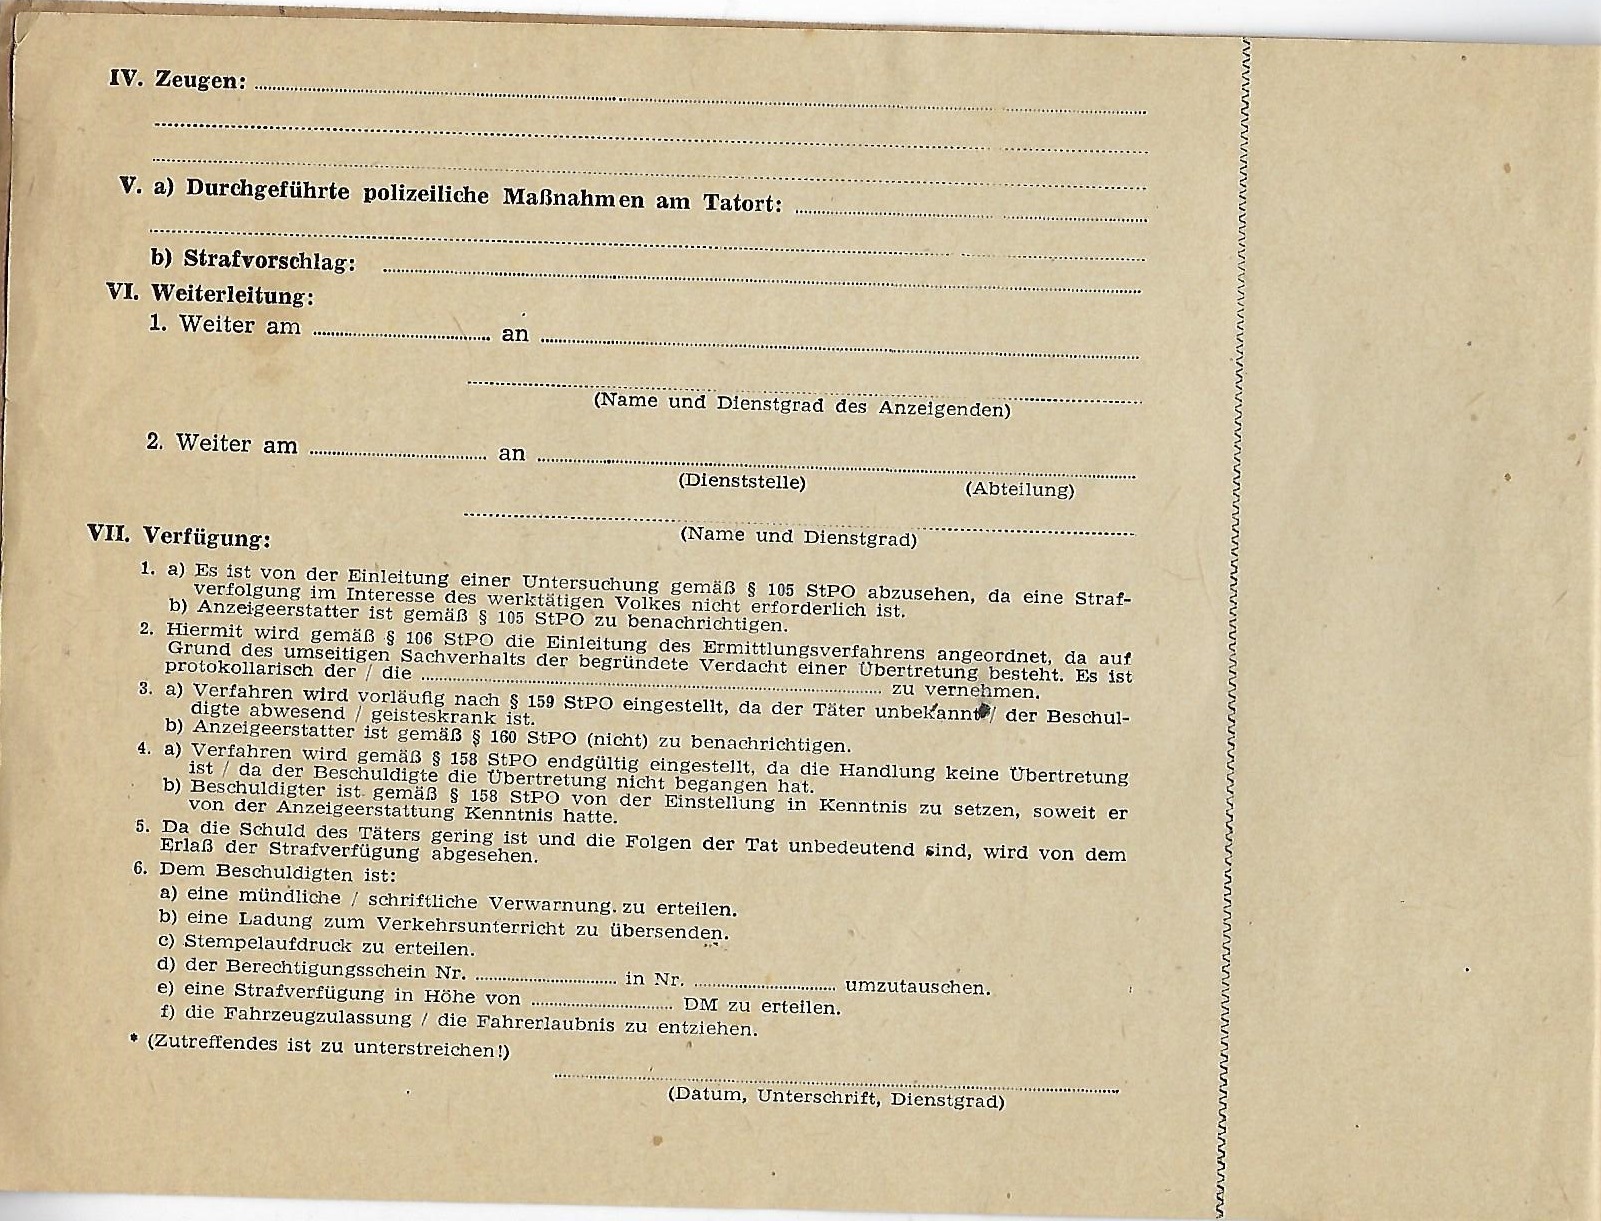 IV. Zeugen:
V. a) Durchgeführte polizeiliche Maßnahmen am Tatort:
b) Strafvorschlag:
VI. Weiterleitung:
1. Weiter am an
(Name und Dienstgrad des Anzeigenden)
2. Weiter am an
(Dienststelle) (Abteilung)
(Name und Dienstgrad)
VII. Verfügung:
1. a) Es ist von der Einleitung einer Untersuchung gemäß § 105 StPO abzusehen, da eine Straf-
verfolgung im Interesse des werktätigen Volkes nicht erforderlich ist.
b) Anzeigeerstatter ist gemäß § 105 StPO zu benachrichtigen.
2. Hiermit wird gemäß § 106 StPO die Einleitung des Ermittlungsverfahrens angeordnet, da auf
Grund des umseitigen Sachverhalts der begründete Verdacht einer Übertretung besteht. Es ist
protokollarisch der / die zu vernehmen.
3. a) Verfahren wird vorläufig nach § 159 StPO eingestellt, da der Täter unbekannt / der Beschul-
digte abwesend / geisteskrank ist.
b) Anzeigeerstatter ist gemäß § 160 StPO (nicht) zu benachrichtigen.
4. a) Verfahren wird gemäß § 158 StPO endgültig eingestellt, da die Handlung keine Übertretung
ist / da der Beschuldigte die Übertretung nicht begangen hat.
b) Beschuldigter ist gemäß § 158 StPO von der Einstellung in Kenntnis zu setzen, soweit er
von der Anzeigeerstattung Kenntnis hatte.
5. Da die Schuld des Täters gering ist und die Folgen der Tat unbedeutend sind, wird von dem
Erlaß der Strafverfügung abgesehen.
6. Dem Beschuldigten ist:
a) eine mündliche / schriftliche Verwarnung zu erteilen.
b) eine Ladung zum Verkehrsunterricht zu übersenden.
c) Stempelaufdruck zu erteilen.
d) der Berechtigungsschein Nr. in Nr. umzutauschen.
e) eine Strafverfügung in Höhe von DM zu erteilen.
f) die Fahrzeugzulassung / die Fahrerlaubnis zu entziehen.
* (Zutreffendes ist zu unterstreichen!)
(Datum, Unterschrift, Dienstgrad)